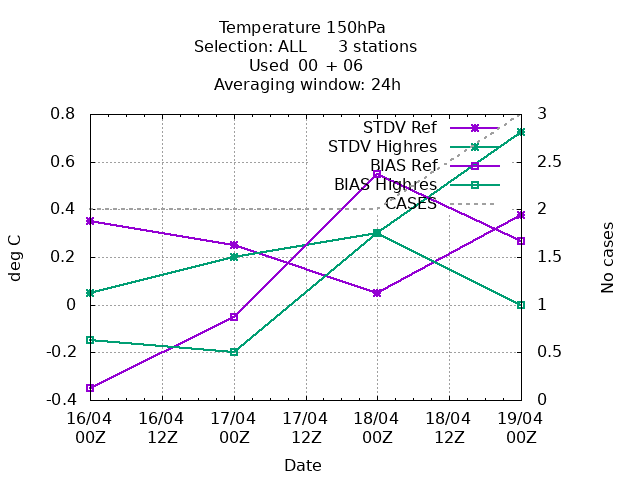 Temperature 150hPa
Selection: ALL 3 stations
Used 00 + 06
Averaging window: 24h
STDV Ref
STDV Highres
BIAS Ref
BIAS Highres
CASES
0.8
0.6
0.4
0.2
0
-0.2
-0.4
deg C
3
2.5
2
1.5
1
0.5
0
No cases
16/04 16/04 17/04 17/04 18/04 18/04 19/04
00Z 12Z 00Z 12Z 00Z 12Z 00Z
Date